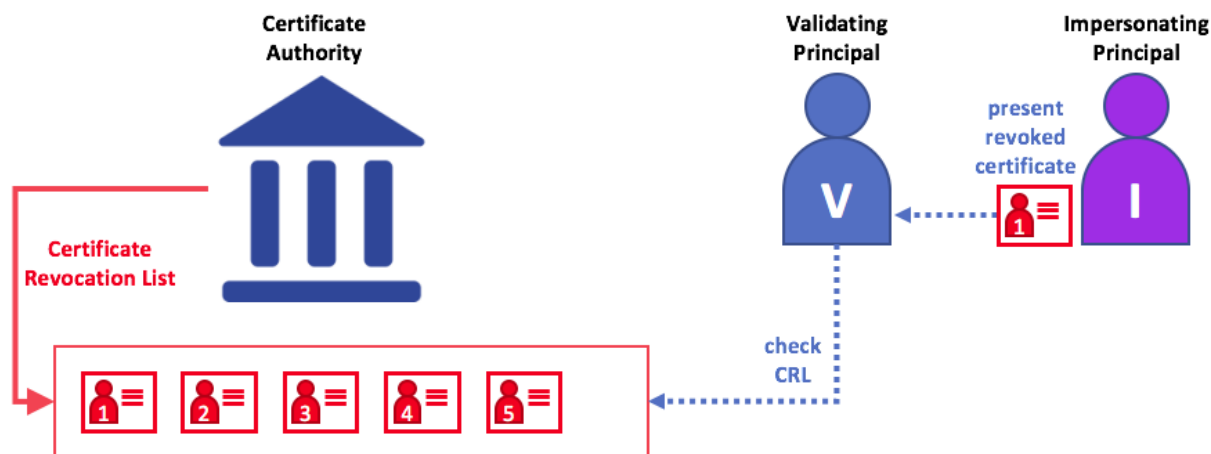 Certificate
Authority
Validating
Principal
Impersonating
Principal
present
revoked
certificate
V
I
1
Certificate
Revocation List
check
CRL
1 2 3 4 5